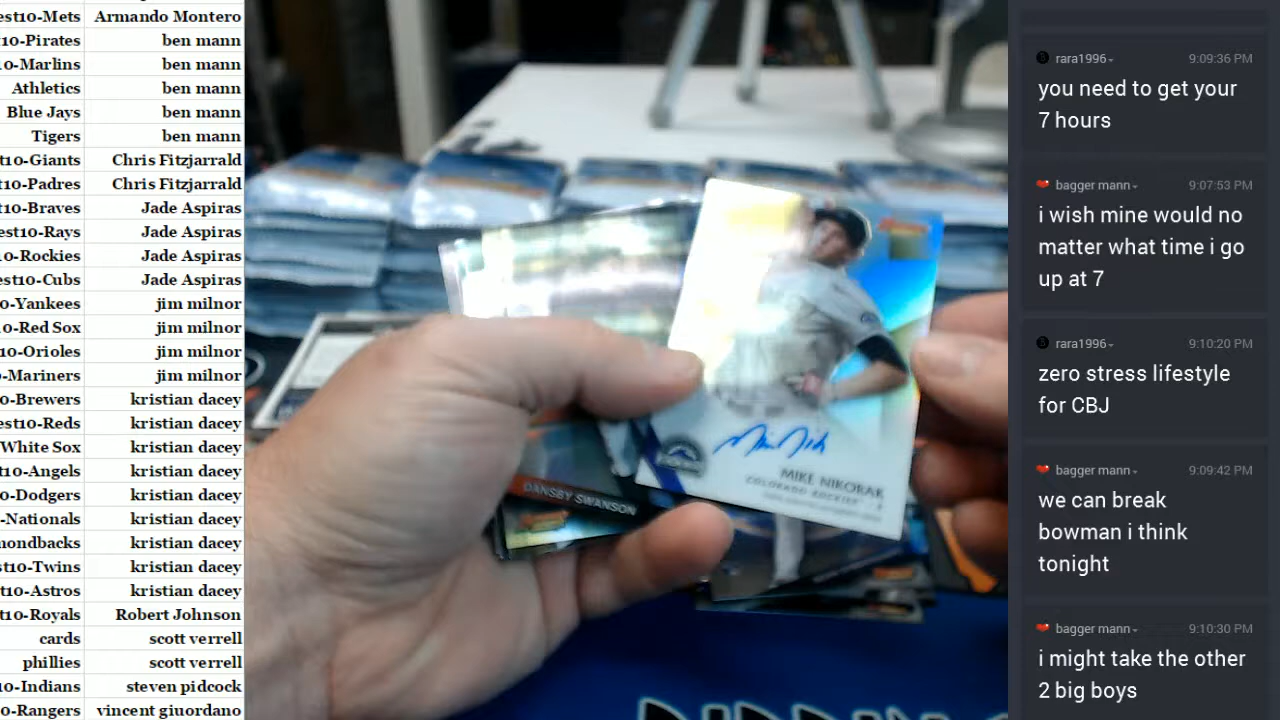 est10-Mets Armando Montero
10-Pirates ben mann
0-Marlins ben mann
Athletics ben mann
Blue Jays ben mann
Tigers ben mann
t10-Giants Chris Fitzjarrald
t10-Padres Chris Fitzjarrald
10-Braves Jade Aspiras
est10-Rays Jade Aspiras
0-Rockies Jade Aspiras
est10-Cubs Jade Aspiras
0-Yankees jim milnor
0-Red Sox jim milnor
10-Orioles jim milnor
-Mariners jim milnor
0-Brewers kristian dacey
est10-Reds kristian dacey
White Sox kristian dacey
t10-Angels kristian dacey
0-Dodgers kristian dacey
-Nationals kristian dacey
mondbacks kristian dacey
st10-Twins kristian dacey
t10-Astros kristian dacey
t10-Royals Robert Johnson
cards scott verrell
phillies scott verrell
10-Indians steven pidcock
0-Rangers vincent giuordano
DANSBY SWANSON
MIKE NIKORAK
COLORADO ROCKIES
rara1996 9:09:36 PM
you need to get your
7 hours
bagger mann 9:07:53 PM
i wish mine would no
matter what time i go
up at 7
rara1996 9:10:20 PM
zero stress lifestyle
for CBJ
bagger mann 9:09:42 PM
we can break
bowman i think
tonight
bagger mann 9:10:30 PM
i might take the other
2 big boys